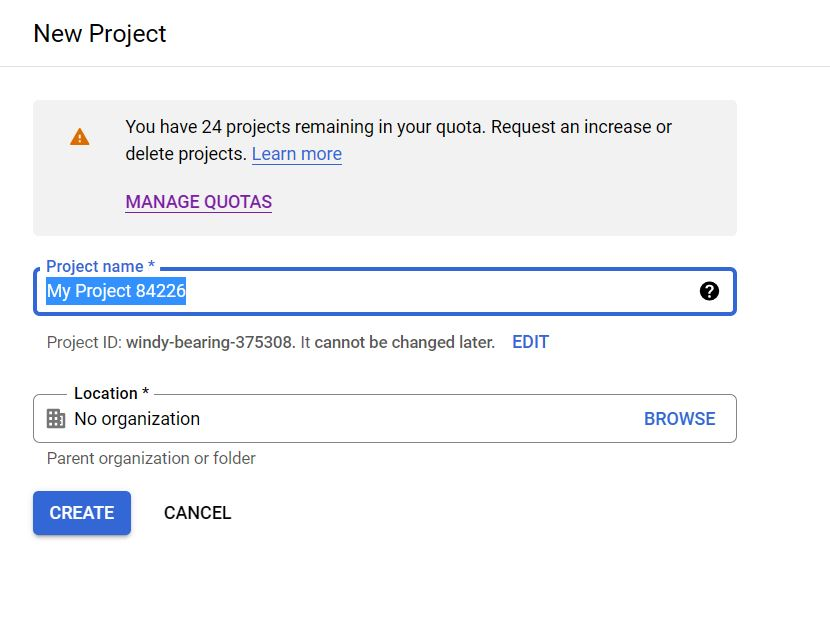 New Project
You have 24 projects remaining in your quota. Request an increase or
delete projects. Learn more
MANAGE QUOTAS
Project name *
My Project 84226
Project ID: windy-bearing-375308. It cannot be changed later. EDIT
Location *
No organization BROWSE
Parent organization or folder
CREATE CANCEL